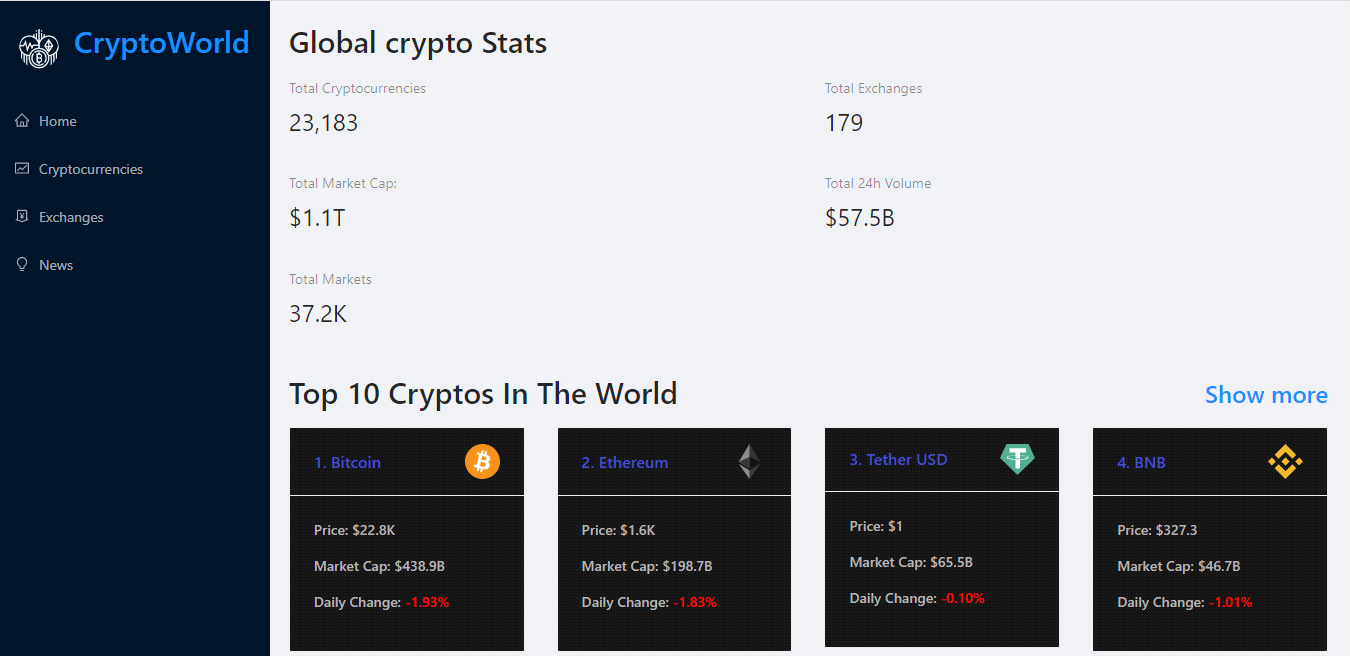 CryptoWorld
Home
Cryptocurrencies
Exchanges
News
Global crypto Stats
Total Cryptocurrencies
23,183
Total Exchanges
179
Total Market Cap:
$1.1T
Total 24h Volume
$57.5B
Total Markets
37.2K
Top 10 Cryptos In The World
Show more
1. Bitcoin
Price: $22.8K
Market Cap: $438.9B
Daily Change: -1.93%
2. Ethereum
Price: $1.6K
Market Cap: $198.7B
Daily Change: -1.83%
3. Tether USD
Price: $1
Market Cap: $65.5B
Daily Change: -0.10%
4. BNB
Price: $327.3
Market Cap: $46.7B
Daily Change: -1.01%